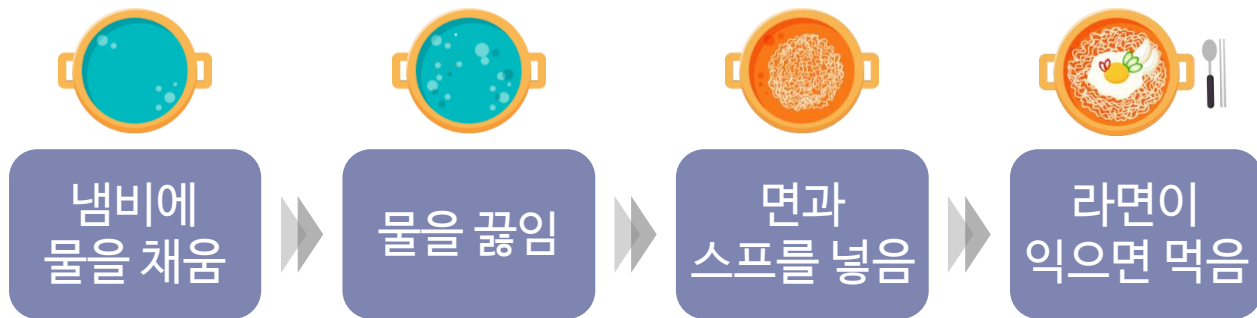 냄비에
물을 채움
물을 끓임
면과
스프를 넣음
라면이
익으면 먹음